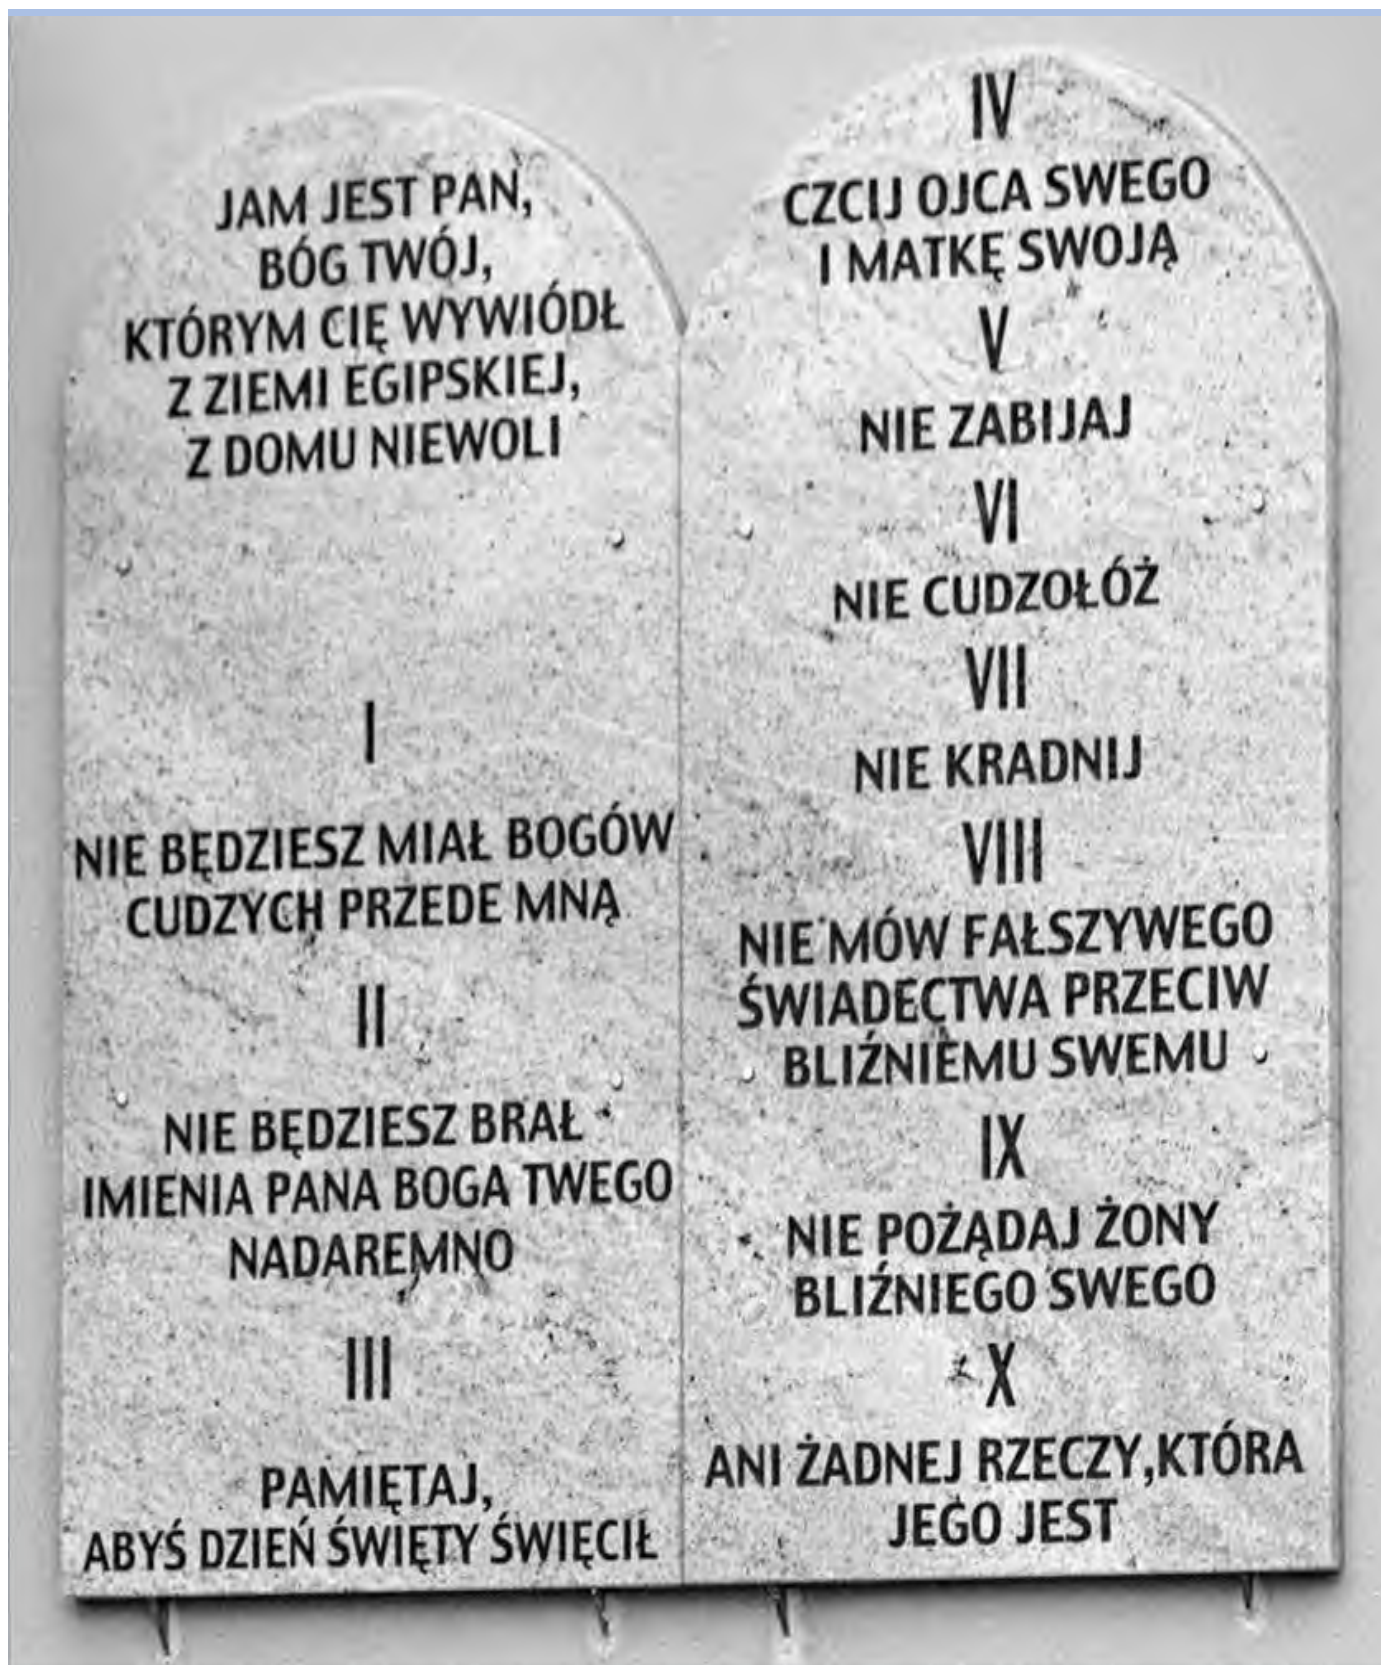 JAM JEST PAN,
BÓG TWÓJ,
KTÓRYM CIĘ WYWIÓDŁ
Z ZIEMI EGIPSKIEJ,
Z DOMU NIEWOLI
I
NIE BĘDZIESZ MIAŁ BOGÓW
CUDZYCH PRZEDE MNĄ
II
NIE BĘDZIESZ BRAŁ
IMIENIA PANA BOGA TWEGO
NADAREMNO
III
PAMIĘTAJ,
ABYŚ DZIEŃ ŚWIĘTY ŚWIĘCIŁ
IV
CZCIJ OJCA SWEGO
I MATKĘ SWOJĄ
V
NIE ZABIJAJ
VI
NIE CUDZOŁÓŻ
VII
NIE KRADNIJ
VIII
NIE MÓW FAŁSZYWEGO
ŚWIADECTWA PRZECIW
BLIŹNIEMU SWEMU
IX
NIE POŻĄDAJ ŻONY
BLIŹNIEGO SWEGO
X
ANI ŻADNEJ RZECZY, KTÓRA
JEGO JEST